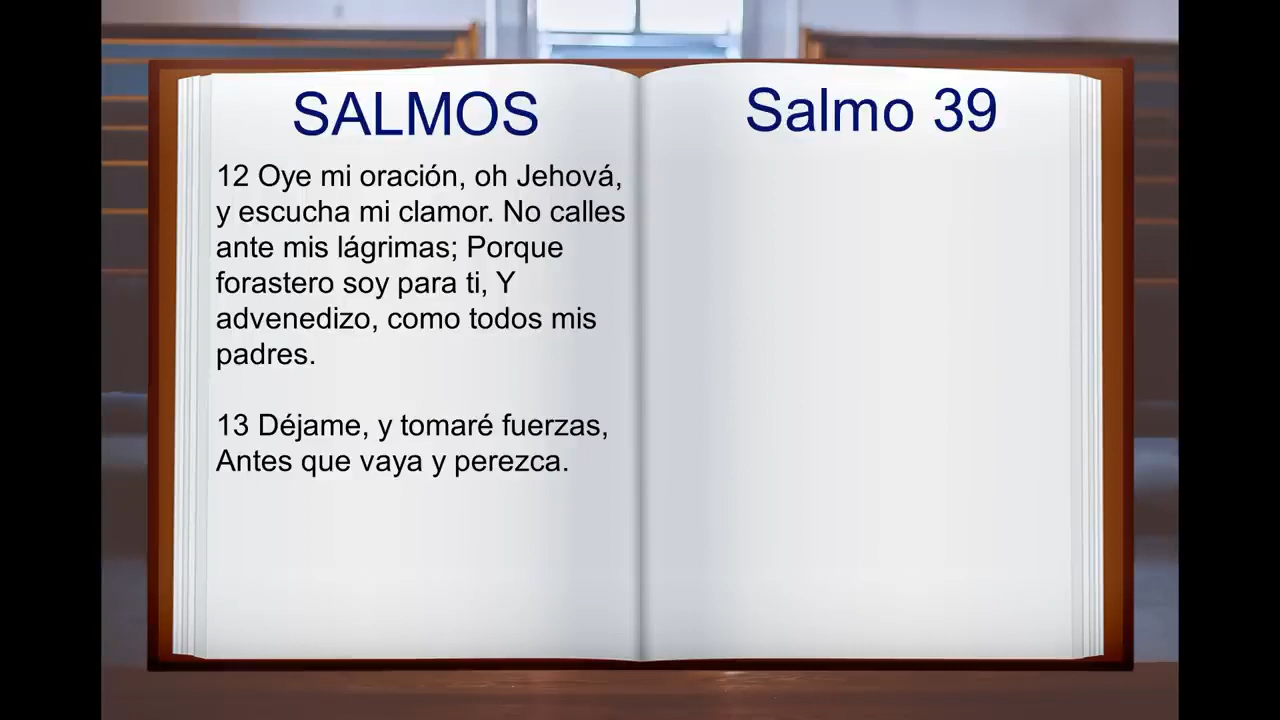 SALMOS
12 Oye mi oración, oh Jehová,
y escucha mi clamor. No calles
ante mis lágrimas; Porque
forastero soy para ti, Y
advenedizo, como todos mis
padres.
13 Déjame, y tomaré fuerzas,
Antes que vaya y perezca.
Salmo 39